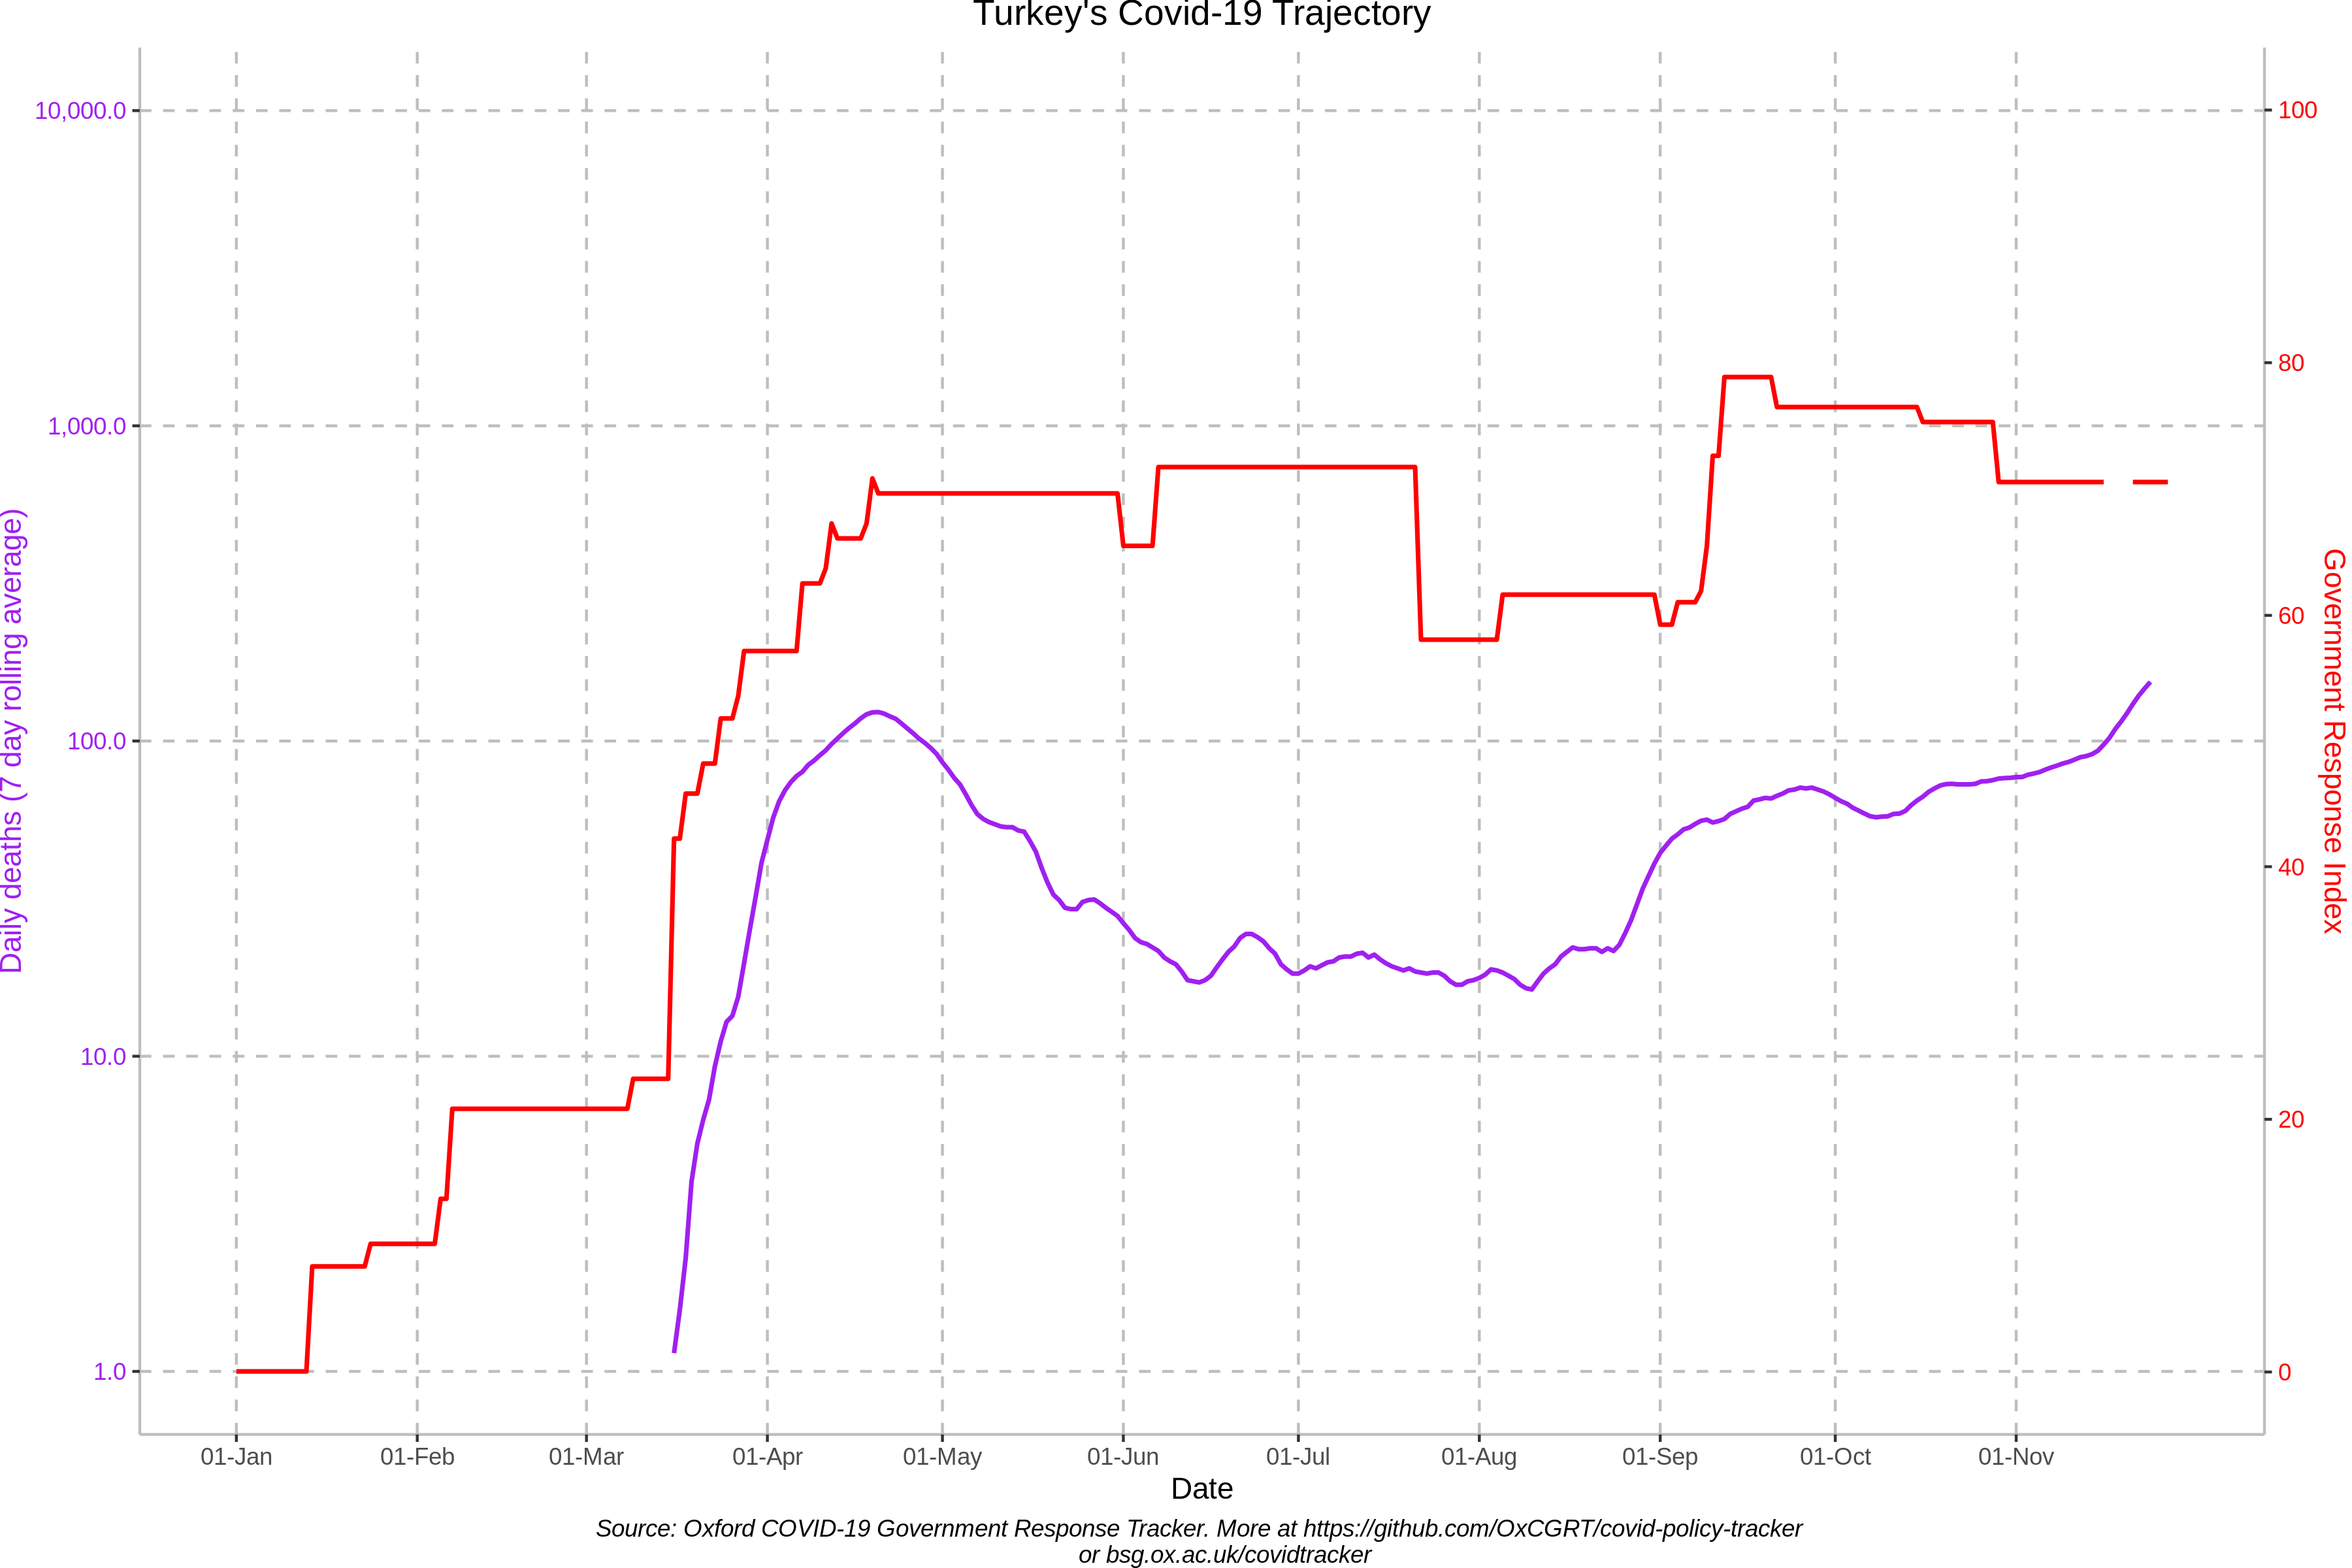 Turkey's Covid-19 Trajectory
Daily deaths (7 day rolling average)
10,000.0
1,000.0
100.0
10.0
1.0
100
80
60
40
20
0
Government Response Index
01-Jan 01-Feb 01-Mar 01-Apr 01-May 01-Jun 01-Jul 01-Aug 01-Sep 01-Oct 01-Nov
Date
Source: Oxford COVID-19 Government Response Tracker. More at https://github.com/OxCGRT/covid-policy-tracker
or bsg.ox.ac.uk/covidtracker